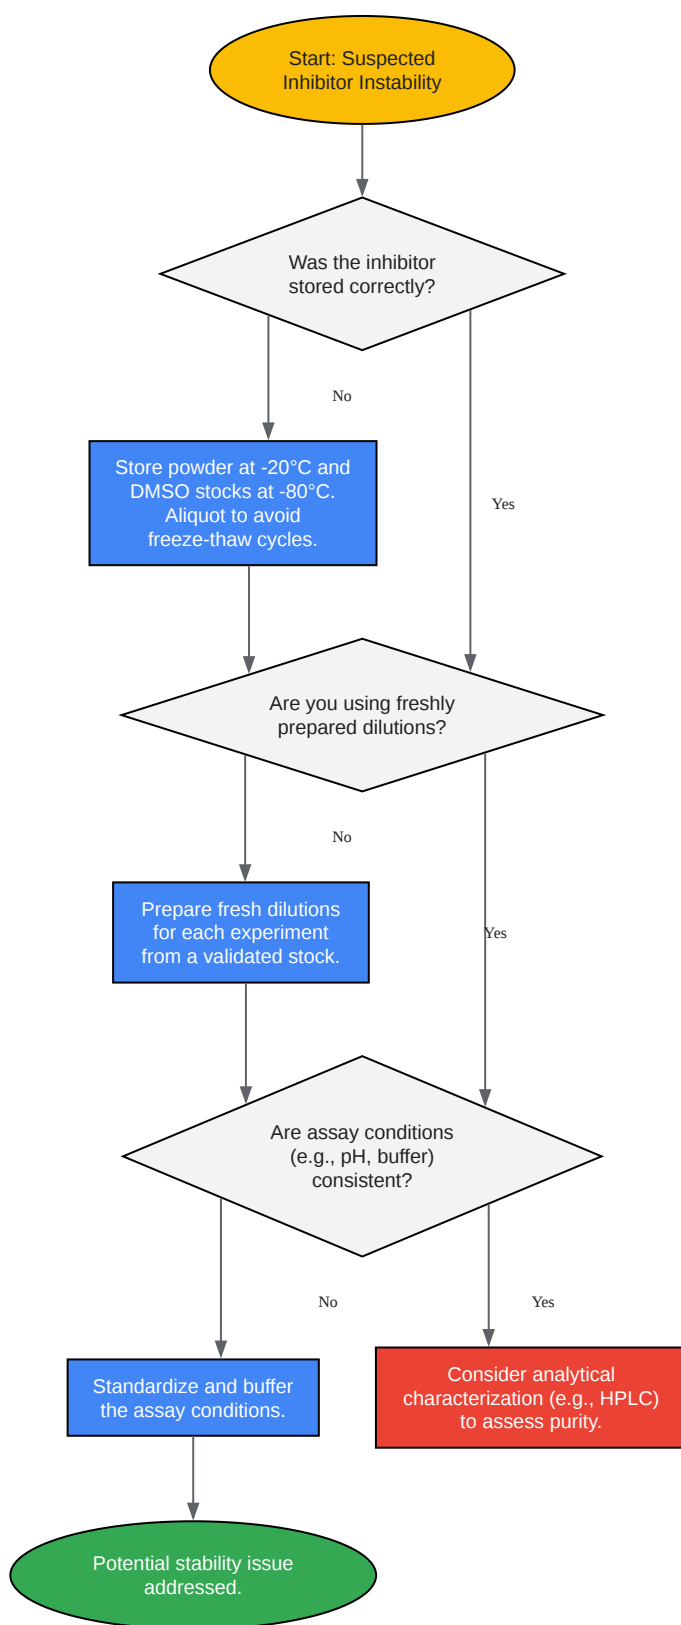 Start: Suspected
Inhibitor Instability
Was the inhibitor
stored correctly?
No
Store powder at -20°C and
DMSO stocks at -80°C.
Aliquot to avoid
freeze-thaw cycles.
Yes
Are you using freshly
prepared dilutions?
No
Prepare fresh dilutions
for each experiment
from a validated stock.
Yes
Are assay conditions
(e.g., pH, buffer)
consistent?
No
Yes
Standardize and buffer
the assay conditions.
Consider analytical
characterization (e.g., HPLC)
to assess purity.
Potential stability issue
addressed.